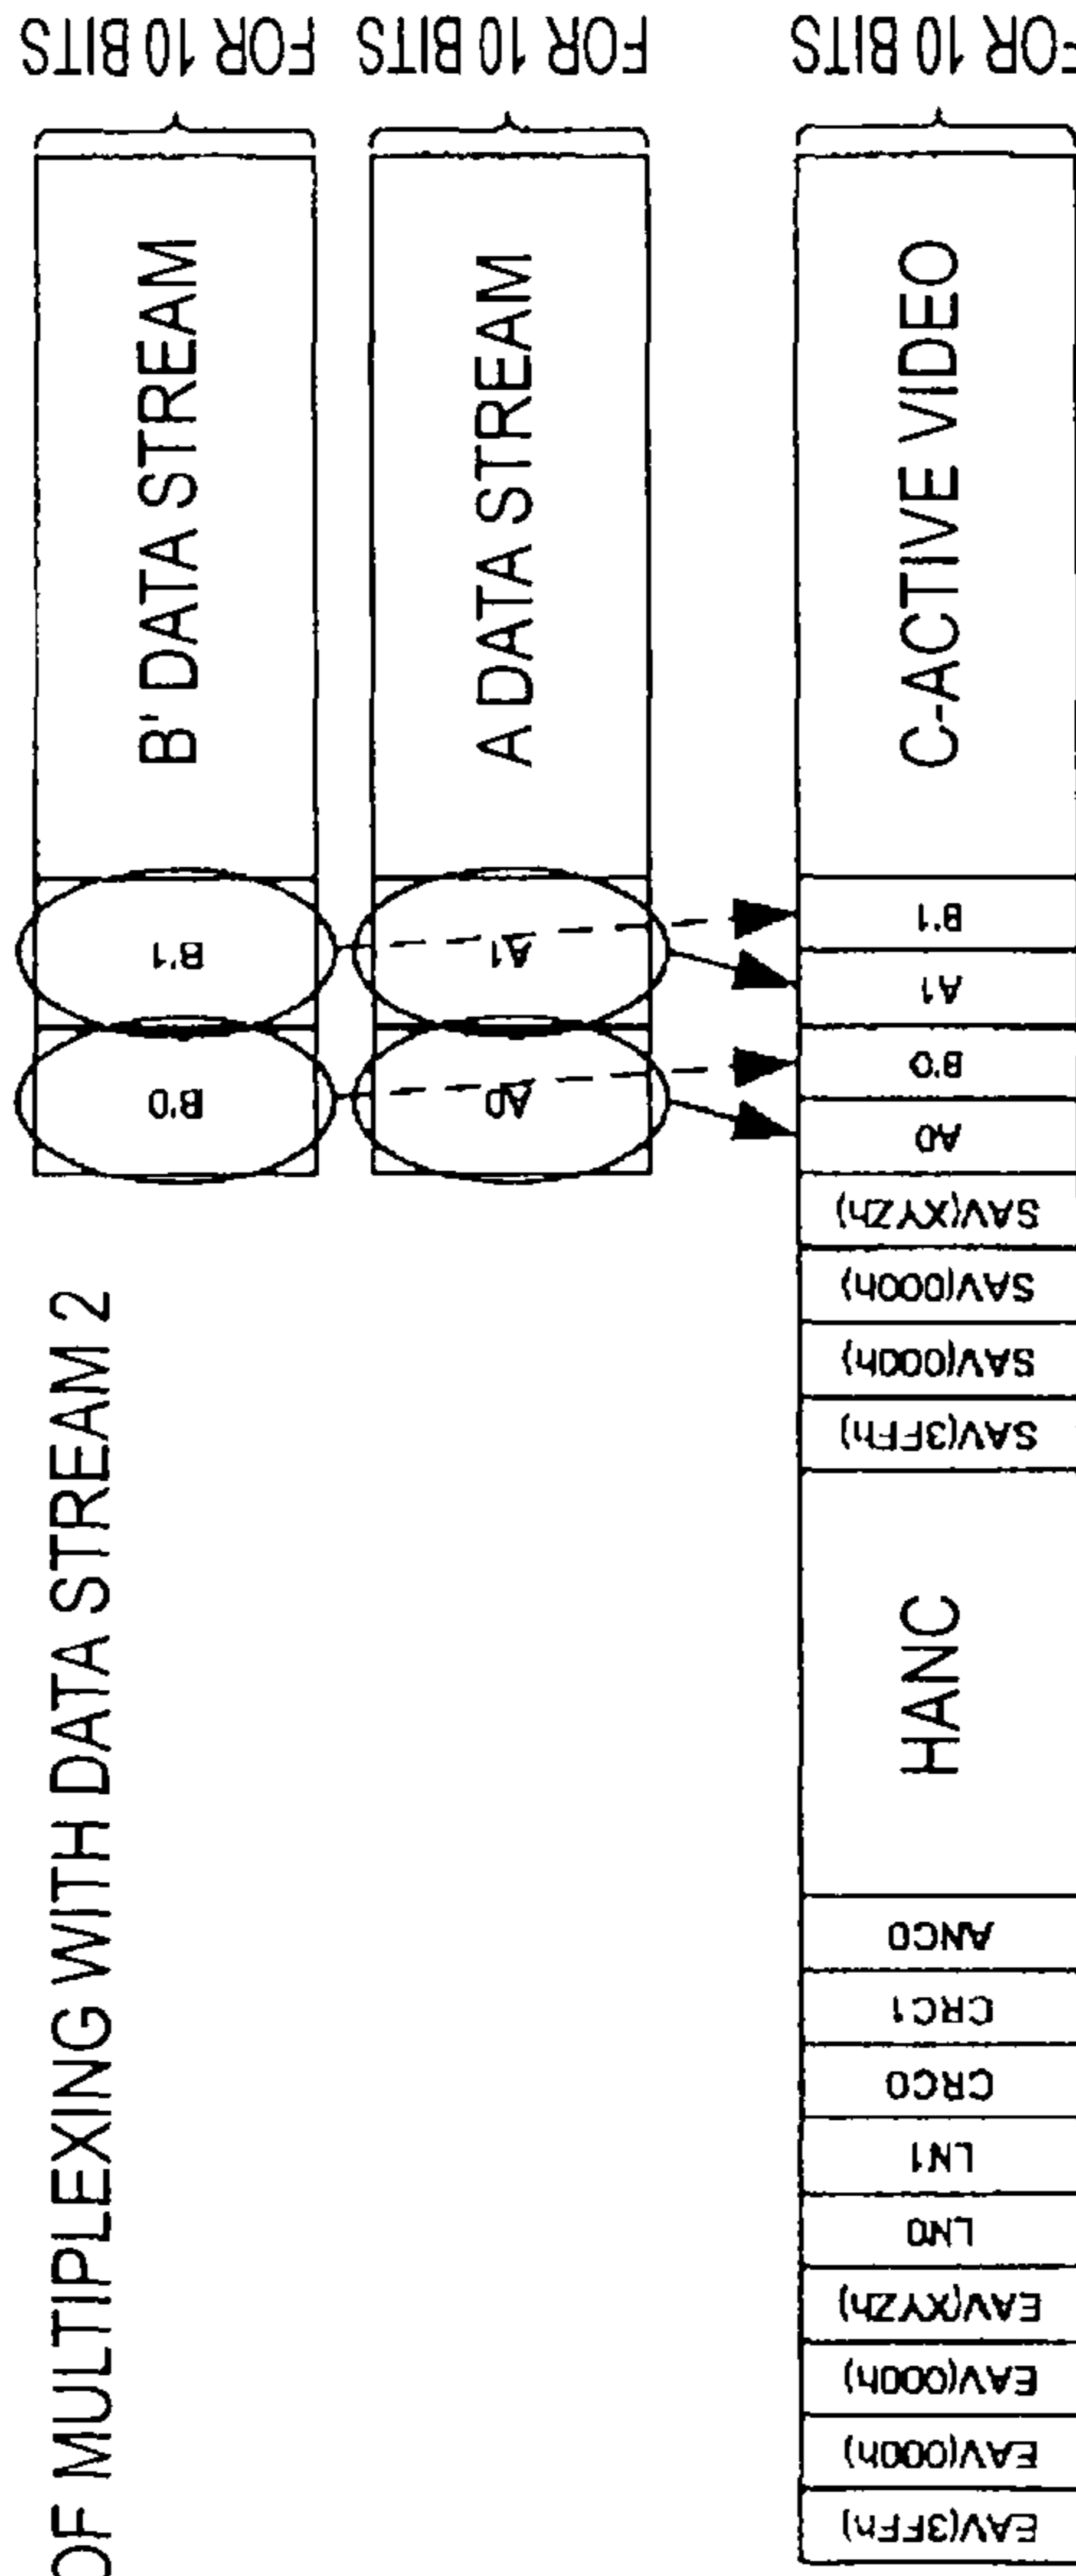 OF MULTIPLEXING WITH DATA STREAM 2
B'0
B'1
B' DATA STREAM
FOR 10 BITS
A0
A1
A DATA STREAM
FOR 10 BITS
EAV(3FFh)
EAV(000h)
EAV(000h)
EAV(XYZh)
LN0
LN1
CRC0
CRC1
ANC0
HANC
SAV(3FFh)
SAV(000h)
SAV(000h)
SAV(XYZh)
A0
B'0
A1
B'1
C-ACTIVE VIDEO
FOR 10 BITS